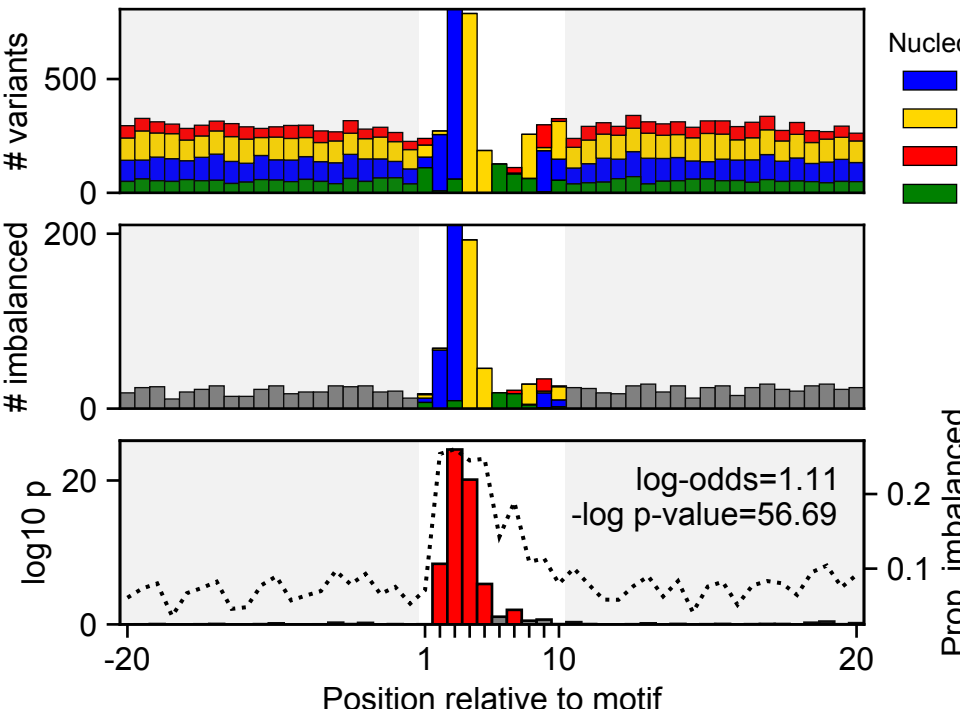 # variants
500
0
Nucleo
# imbalanced
200
0
log10 p
20
0
log-odds=1.11
-log p-value=56.69
0.2
0.1
Prop. imbalanced
-20
1
10
20
Position relative to motif